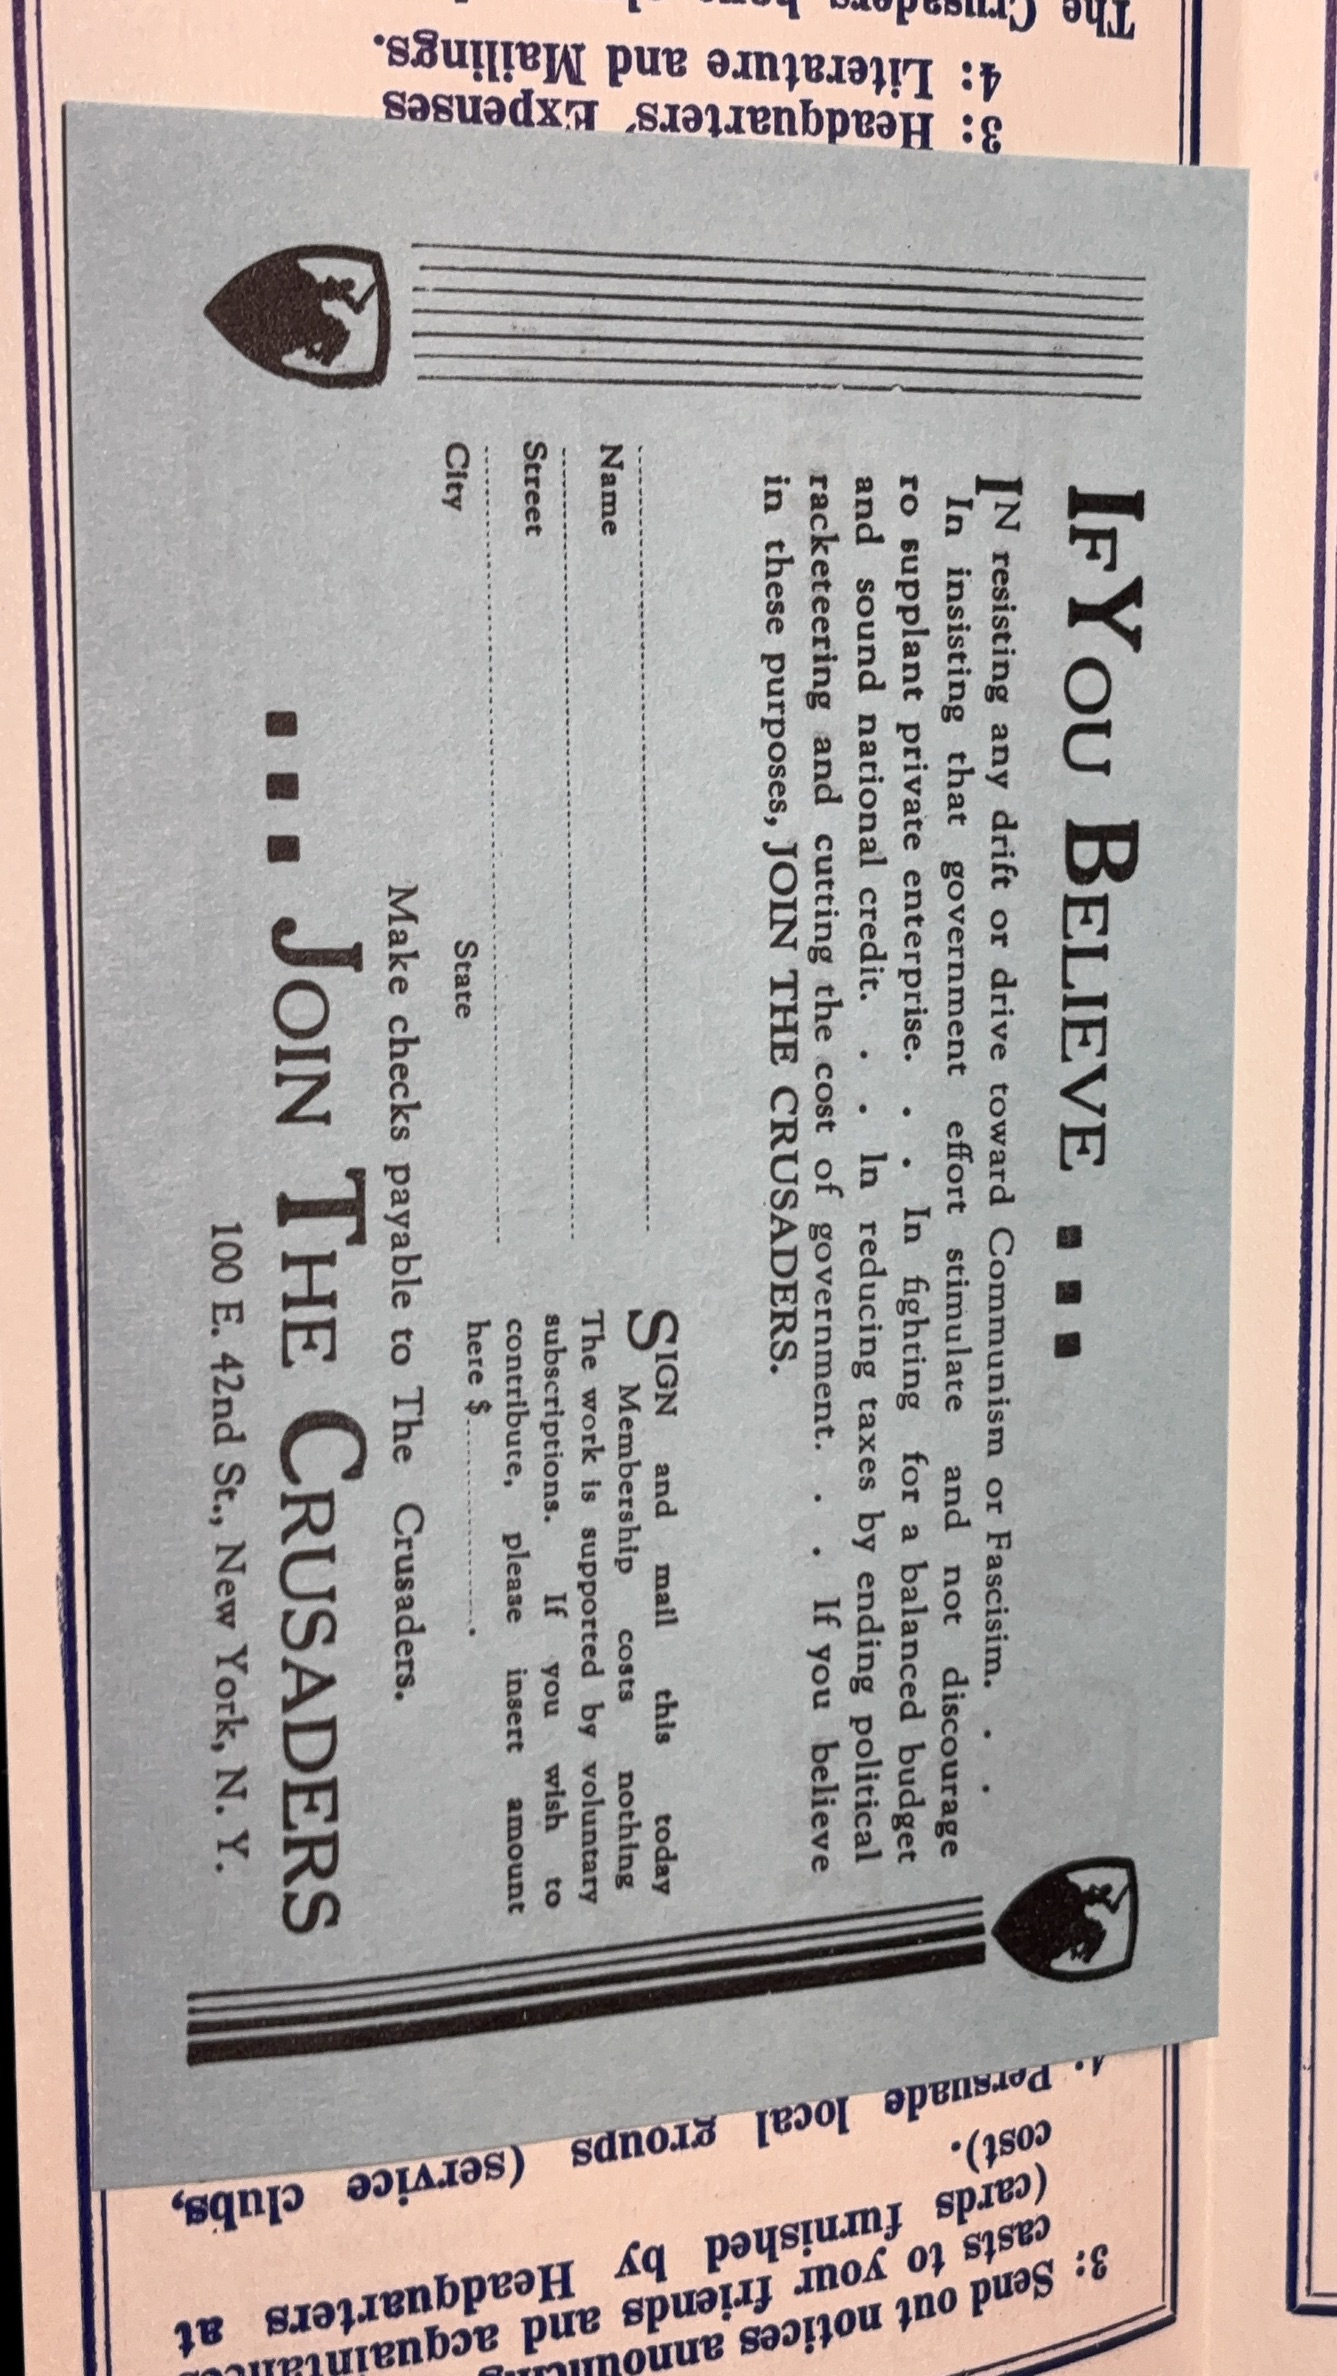 IF YOU BELIEVE ▪ ▪ ▪
IN resisting any drift or drive toward Communism or Fascisim. . .
In insisting that government effort stimulate and not discourage
ro supplant private enterprise. . . In fighting for a balanced budget
and sound national credit. . . In reducing taxes by ending political
racketeering and cutting the cost of government. . . If you believe
in these purposes, JOIN THE CRUSADERS.
Name
Street
City State
SIGN and mail this today
Membership costs nothing
The work is supported by voluntary
subscriptions. If you wish to
contribute, please insert amount
here $............
Make checks payable to The Crusaders.
▪ ▪ ▪ JOIN THE CRUSADERS
100 E. 42nd St., New York, N. Y.
3: Send out notices announcing
casts to your friends and acquaintances
(cards furnished by Headquarters at
cost).
4: Persuade local groups (service clubs,
3: Headquarters' Expenses
4: Literature and Mailings.
The Crusaders